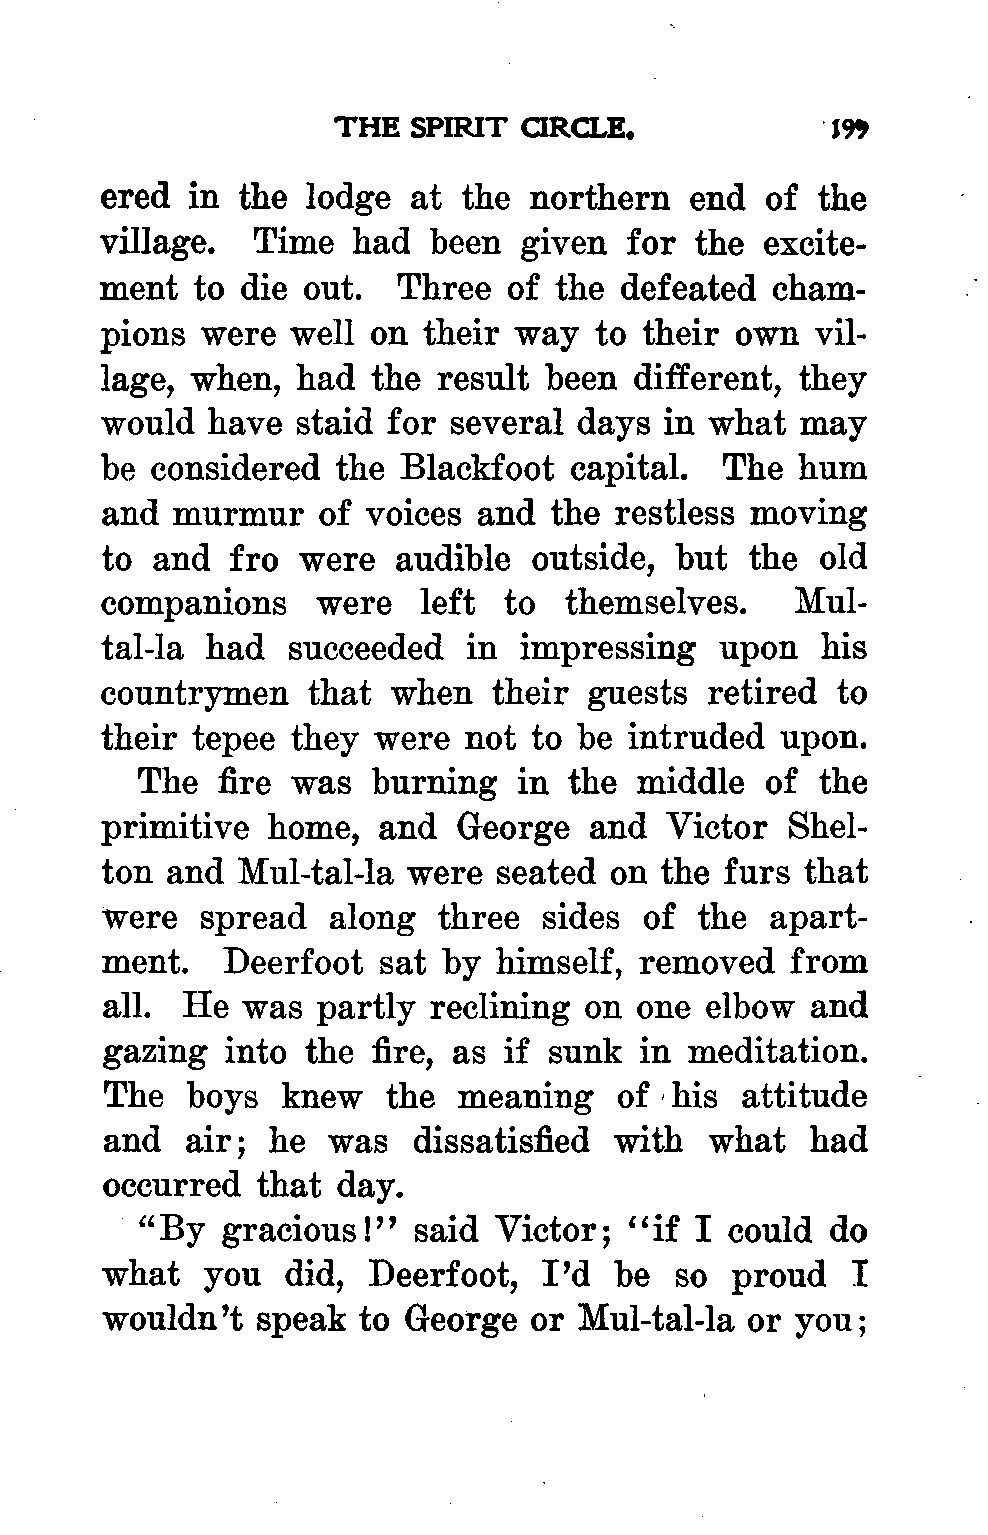 THE SPIRIT CIRCLE. 199
ered in the lodge at the northern end of the
village. Time had been given for the excite-
ment to die out. Three of the defeated cham-
pions were well on their way to their own vil-
lage, when, had the result been different, they
would have staid for several days in what may
be considered the Blackfoot capital. The hum
and murmur of voices and the restless moving
to and fro were audible outside, but the old
companions were left to themselves. Mul-
tal-la had succeeded in impressing upon his
countrymen that when their guests retired to
their tepee they were not to be intruded upon.
The fire was burning in the middle of the
primitive home, and George and Victor Shel-
ton and Mul-tal-la were seated on the furs that
were spread along three sides of the apart-
ment. Deerfoot sat by himself, removed from
all. He was partly reclining on one elbow and
gazing into the fire, as if sunk in meditation.
The boys knew the meaning of his attitude
and air; he was dissatisfied with what had
occurred that day.
"By gracious!" said Victor; "if I could do
what you did, Deerfoot, I'd be so proud I
wouldn't speak to George or Mul-tal-la or you;